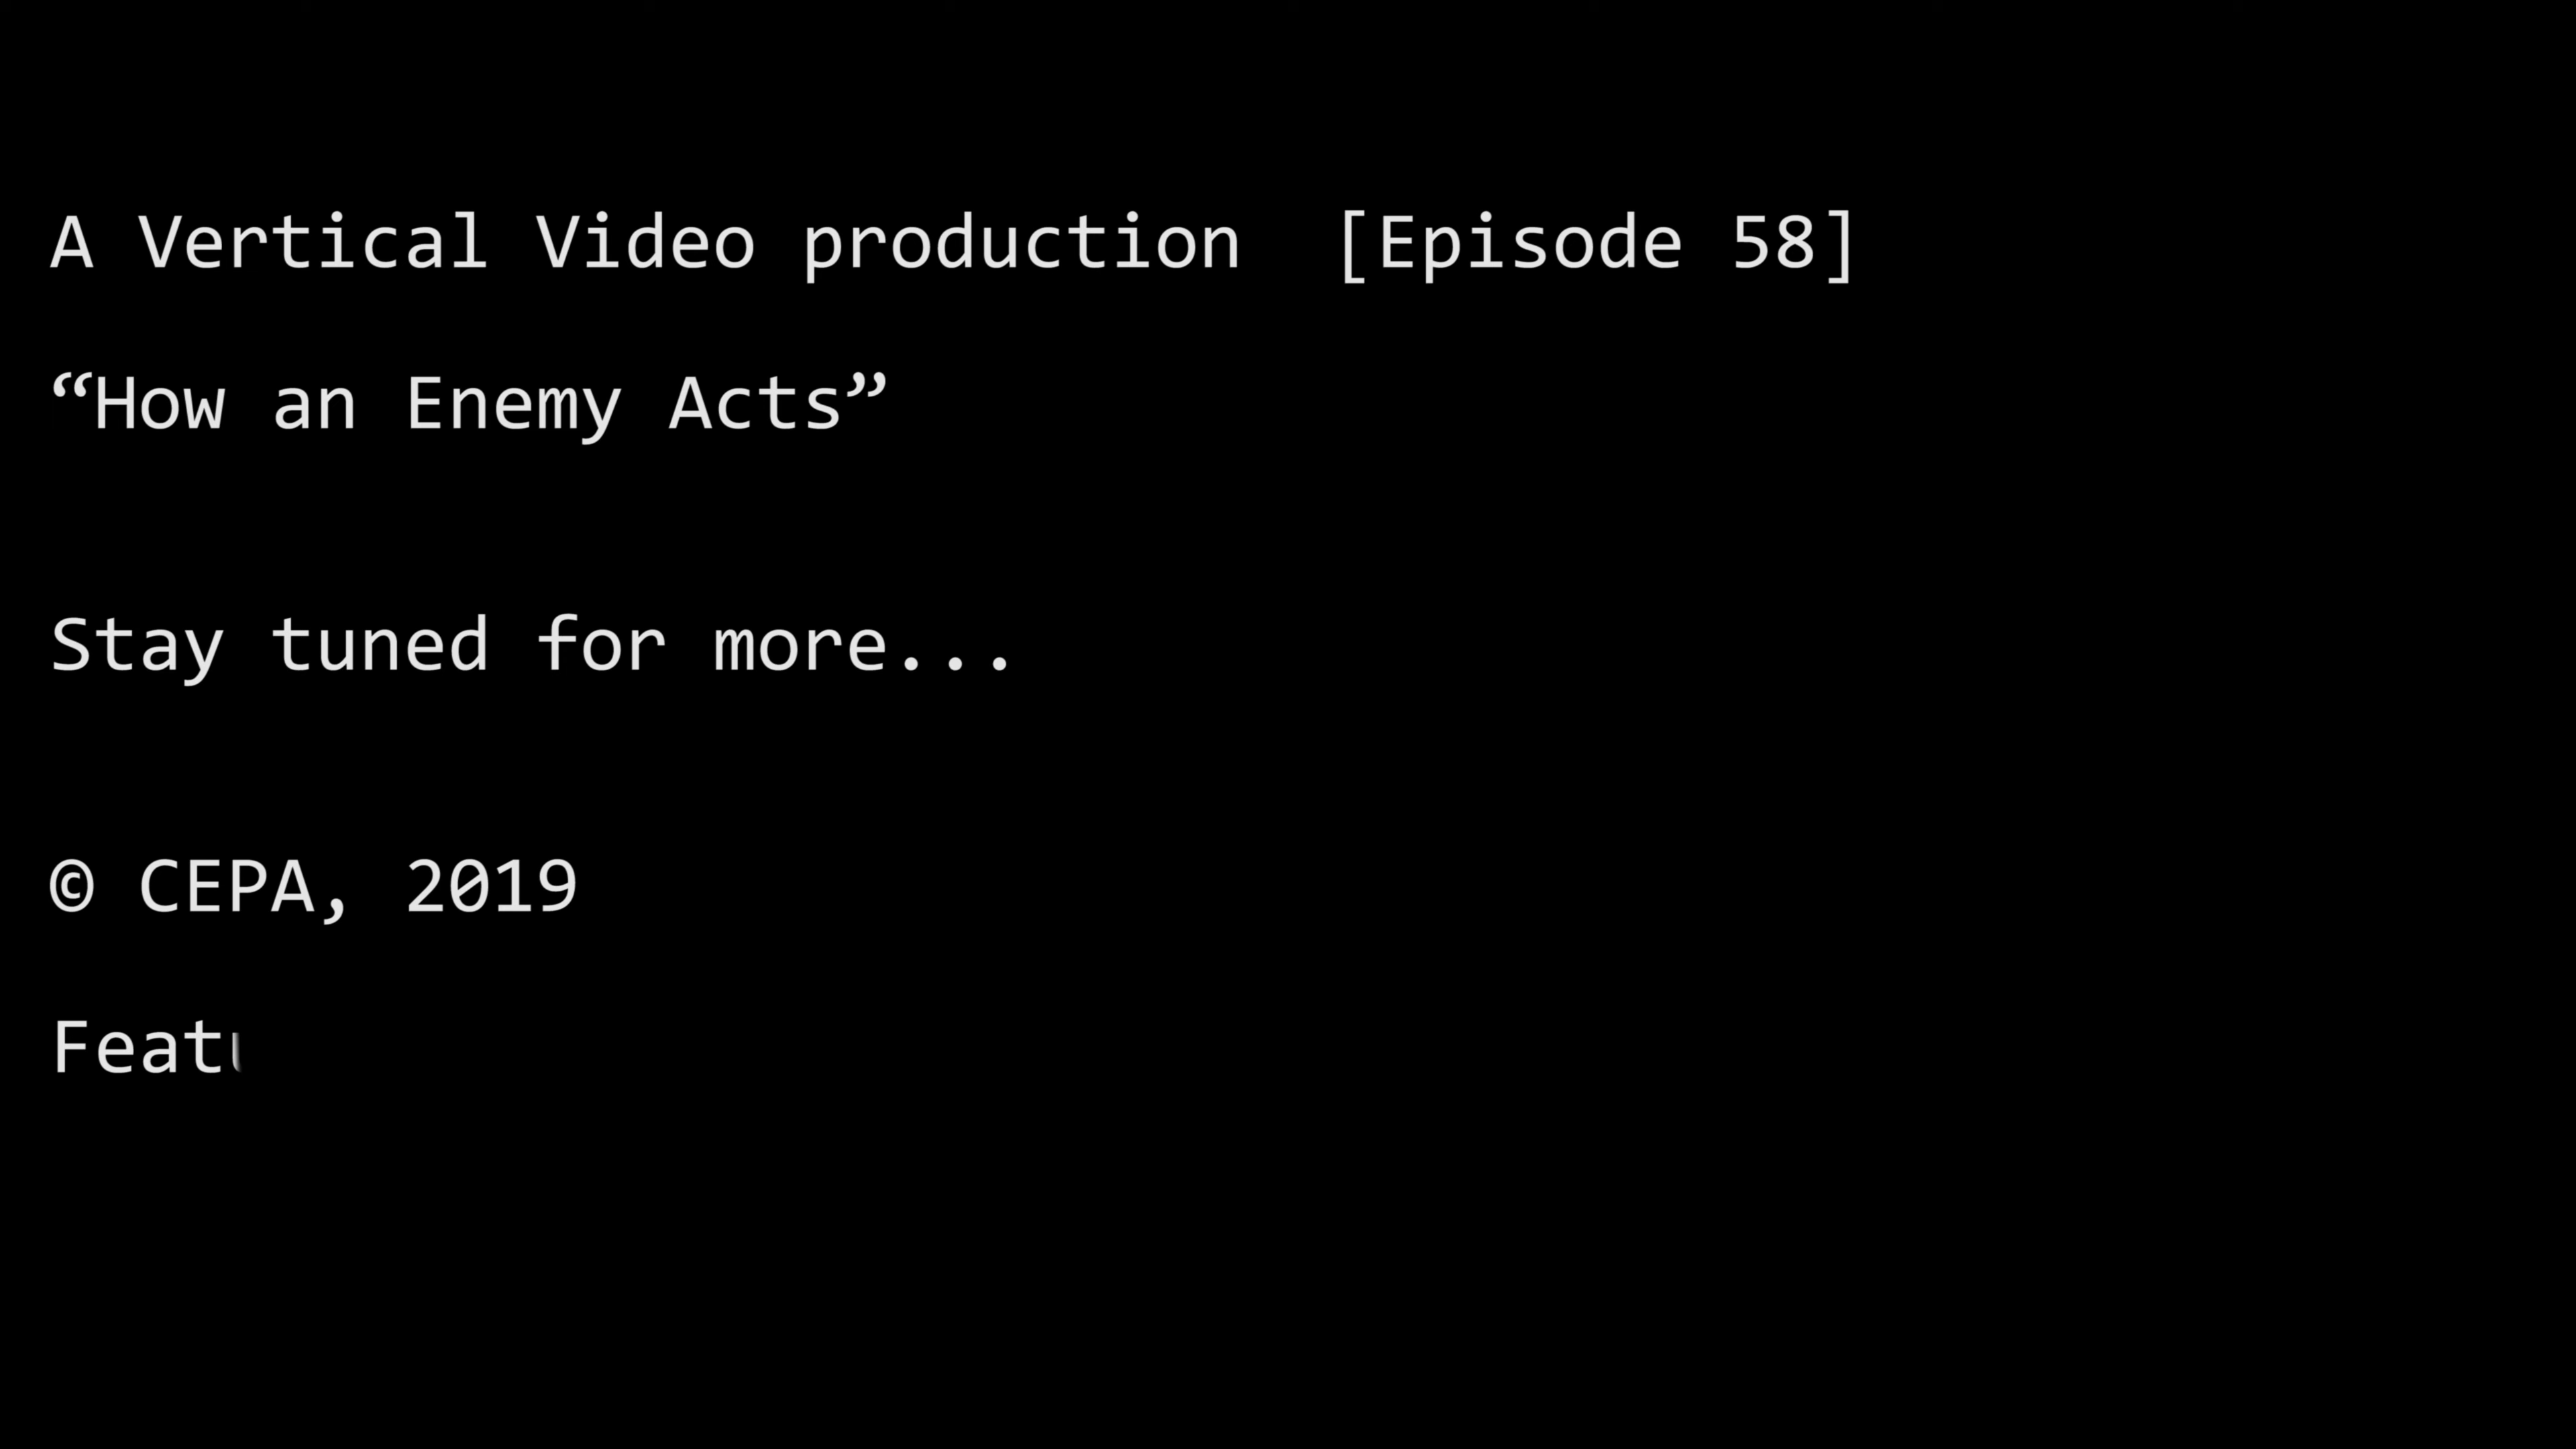 A Vertical Video production  [Episode 58]
“How an Enemy Acts”
Stay tuned for more...
© CEPA, 2019
Feat